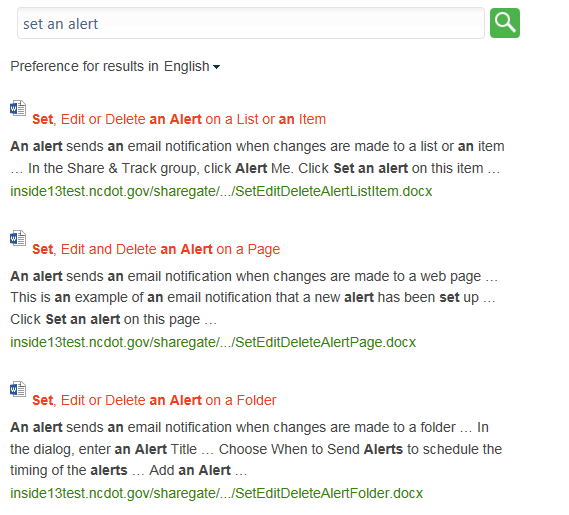 set an alert
Preference for results in English
Set, Edit or Delete an Alert on a List or an Item
An alert sends an email notification when changes are made to a list or an item
… In the Share & Track group, click Alert Me. Click Set an alert on this item …
inside13test.ncdot.gov/sharegate/.../SetEditDeleteAlertListItem.docx
Set, Edit and Delete an Alert on a Page
An alert sends an email notification when changes are made to a web page …
This is an example of an email notification that a new alert has been set up …
Click Set an alert on this page …
inside13test.ncdot.gov/sharegate/.../SetEditDeleteAlertPage.docx
Set, Edit or Delete an Alert on a Folder
An alert sends an email notification when changes are made to a folder … In
the dialog, enter an Alert Title … Choose When to Send Alerts to schedule the
timing of the alerts … Add an Alert …
inside13test.ncdot.gov/sharegate/.../SetEditDeleteAlertFolder.docx